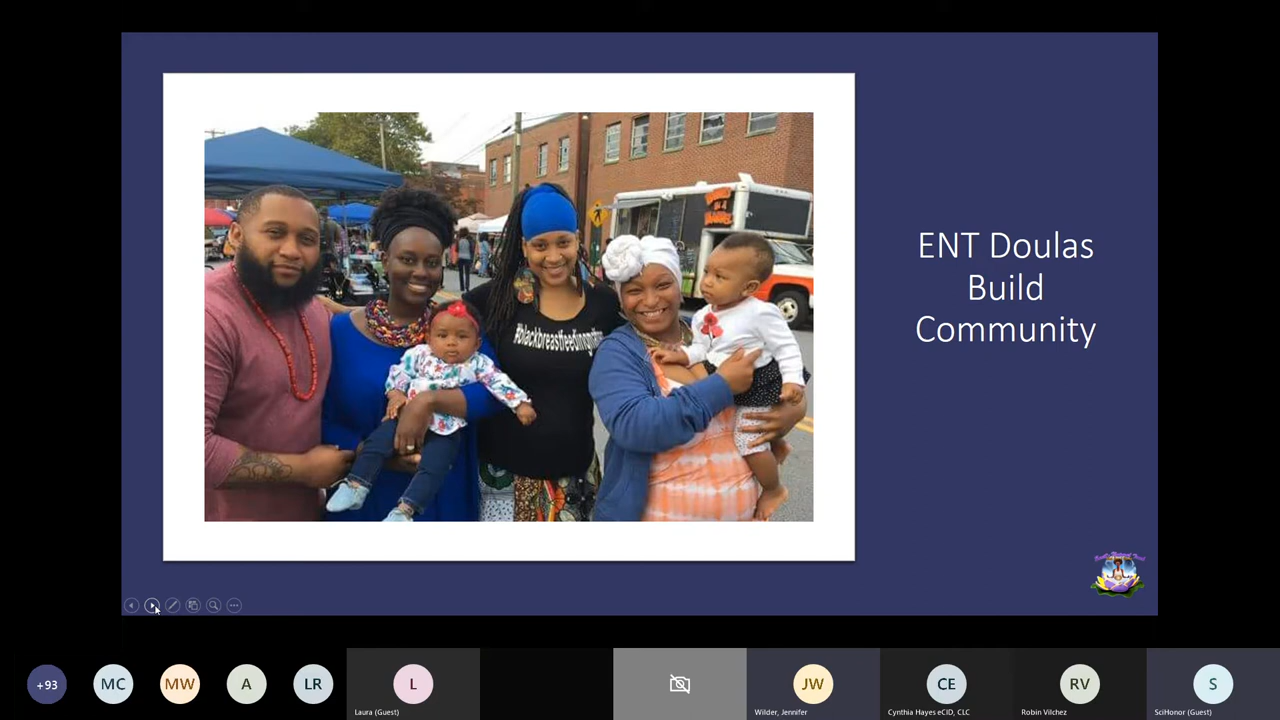 ENT Doulas
Build
Community
#blackbreastfeeding
+93
MC
MW
A
LR
L
JW
CE
RV
S
Laura (Guest)
Wilder, Jennifer
Cynthia Hayes eCID, CLC
Robin Vilchez
SciHonor (Guest)